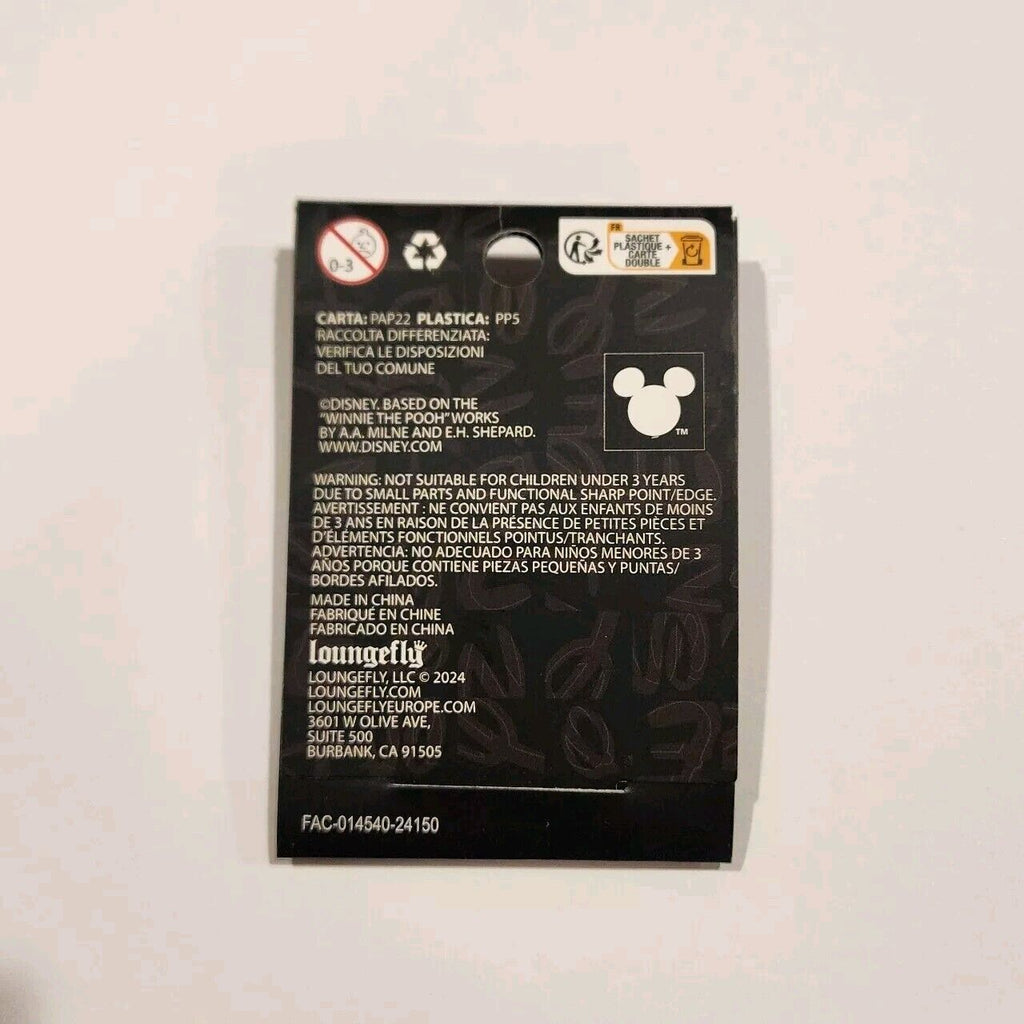 0-3
FR
SACHET
PLASTIQUE +
CARTE
DOUBLE
CARTA: PAP22 PLASTICA: PP5
RACCOLTA DIFFERENZIATA:
VERIFICA LE DISPOSIZIONI
DEL TUO COMUNE
©DISNEY. BASED ON THE
"WINNIE THE POOH" WORKS
BY A.A. MILNE AND E.H. SHEPARD.
WWW.DISNEY.COM
TM
WARNING: NOT SUITABLE FOR CHILDREN UNDER 3 YEARS
DUE TO SMALL PARTS AND FUNCTIONAL SHARP POINT/EDGE.
AVERTISSEMENT : NE CONVIENT PAS AUX ENFANTS DE MOINS
DE 3 ANS EN RAISON DE LA PRÉSENCE DE PETITES PIÈCES ET
D'ÉLÉMENTS FONCTIONNELS POINTUS/TRANCHANTS.
ADVERTENCIA: NO ADECUADO PARA NIÑOS MENORES DE 3
AÑOS PORQUE CONTIENE PIEZAS PEQUEÑAS Y PUNTAS/
BORDES AFILADOS.
MADE IN CHINA
FABRIQUÉ EN CHINE
FABRICADO EN CHINA
loungefly
LOUNGEFLY, LLC © 2024
LOUNGEFLY.COM
LOUNGEFLYEUROPE.COM
3601 W OLIVE AVE,
SUITE 500
BURBANK, CA 91505
FAC-014540-24150